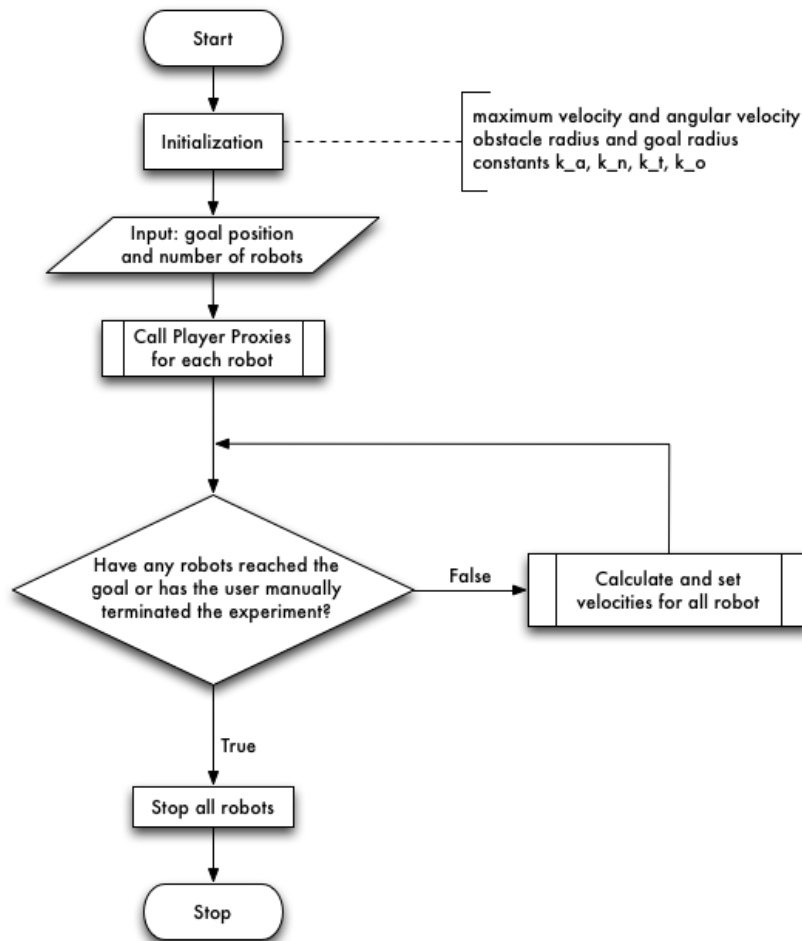 Start
Initialization
maximum velocity and angular velocity
obstacle radius and goal radius
constants k_a, k_n, k_t, k_o
Input: goal position
and number of robots
Call Player Proxies
for each robot
Have any robots reached the
goal or has the user manually
terminated the experiment?
False
Calculate and set
velocities for all robot
True
Stop all robots
Stop